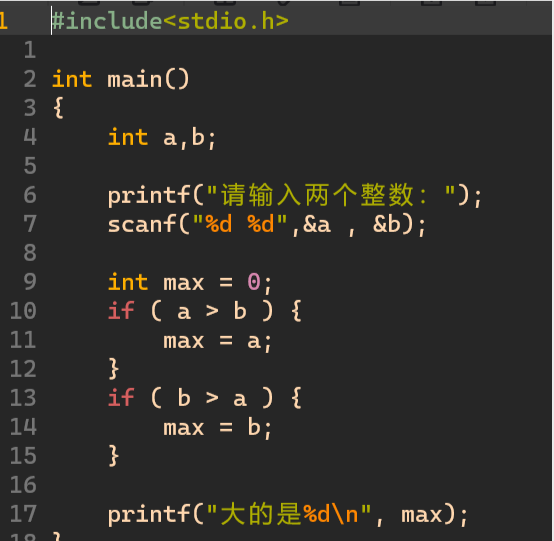 1 #include<stdio.h>
1
2 int main()
3 {
4     int a,b;
5
6     printf("请输入两个整数: ");
7     scanf("%d %d",&a , &b);
8
9     int max = 0;
10     if ( a > b ) {
11         max = a;
12     }
13     if ( b > a ) {
14         max = b;
15     }
16
17     printf("大的是%d\n", max);
18 }